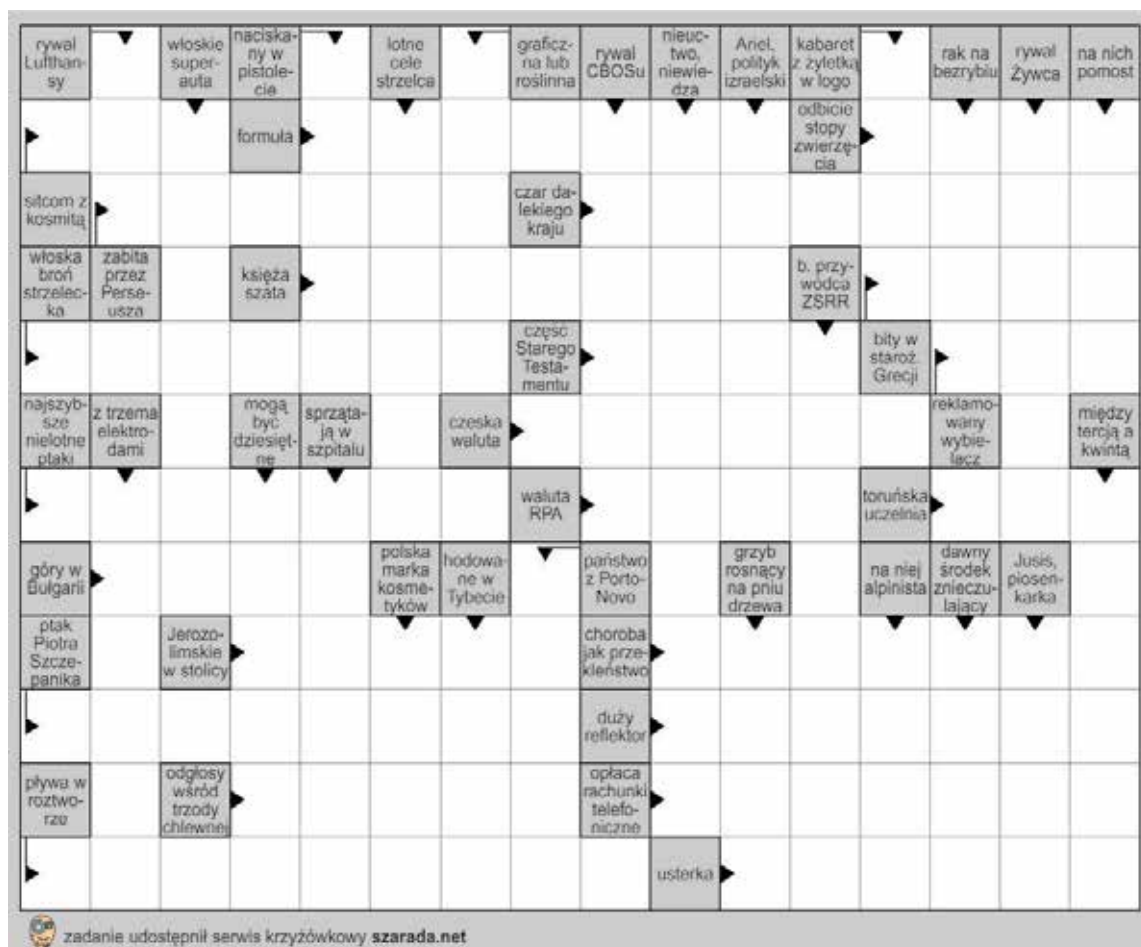 rywal
Lufthan-
sy
włoskie
super-
auta
naciska-
ny w
pistole-
cie
lotne
cele
strzelca
graficz-
na lub
roślinna
rywal
CBOSu
nieuc-
two,
niewie-
dza
Ariel,
polityk
izraelski
kabaret
z żyletką
w logo
rak na
bezrybiu
rywal
Żywca
na nich
pomost
formuła
odbicie
stopy
zwierzę-
cia
sitcom z
kosmitą
czar da-
lekiego
kraju
włoska
broń
strzelec-
ka
zabita
przez
Perse-
usza
księża
szata
b. przy-
wódca
ZSRR
część
Starego
Testa-
mentu
bity w
staroż.
Grecji
najszyb-
sze
nielotne
ptaki
z trzema
elektro-
dami
mogą
być
dziesięt-
ne
sprząta-
ją w
szpitalu
czeska
waluta
reklamo-
wany
wybie-
lacz
między
tercją a
kwintą
waluta
RPA
toruńska
uczelnia
góry w
Bułgarii
polska
marka
kosme-
tyków
hodowa-
ne w
Tybecie
państwo
z Porto-
Novo
grzyb
rosnący
na pniu
drzewa
na niej
alpinista
dawny
środek
znieczu-
lający
Jusis,
piosen-
karka
ptak
Piotra
Szcze-
panika
Jerozo-
limskie
w stolicy
choroba
jak prze-
kleństwo
duży
reflektor
pływa w
roztwo-
rze
odgłosy
wśród
trzody
chlewnej
opłaca
rachunki
telefo-
niczne
usterka
zadanie udostępnił serwis krzyżówkowy szarada.net